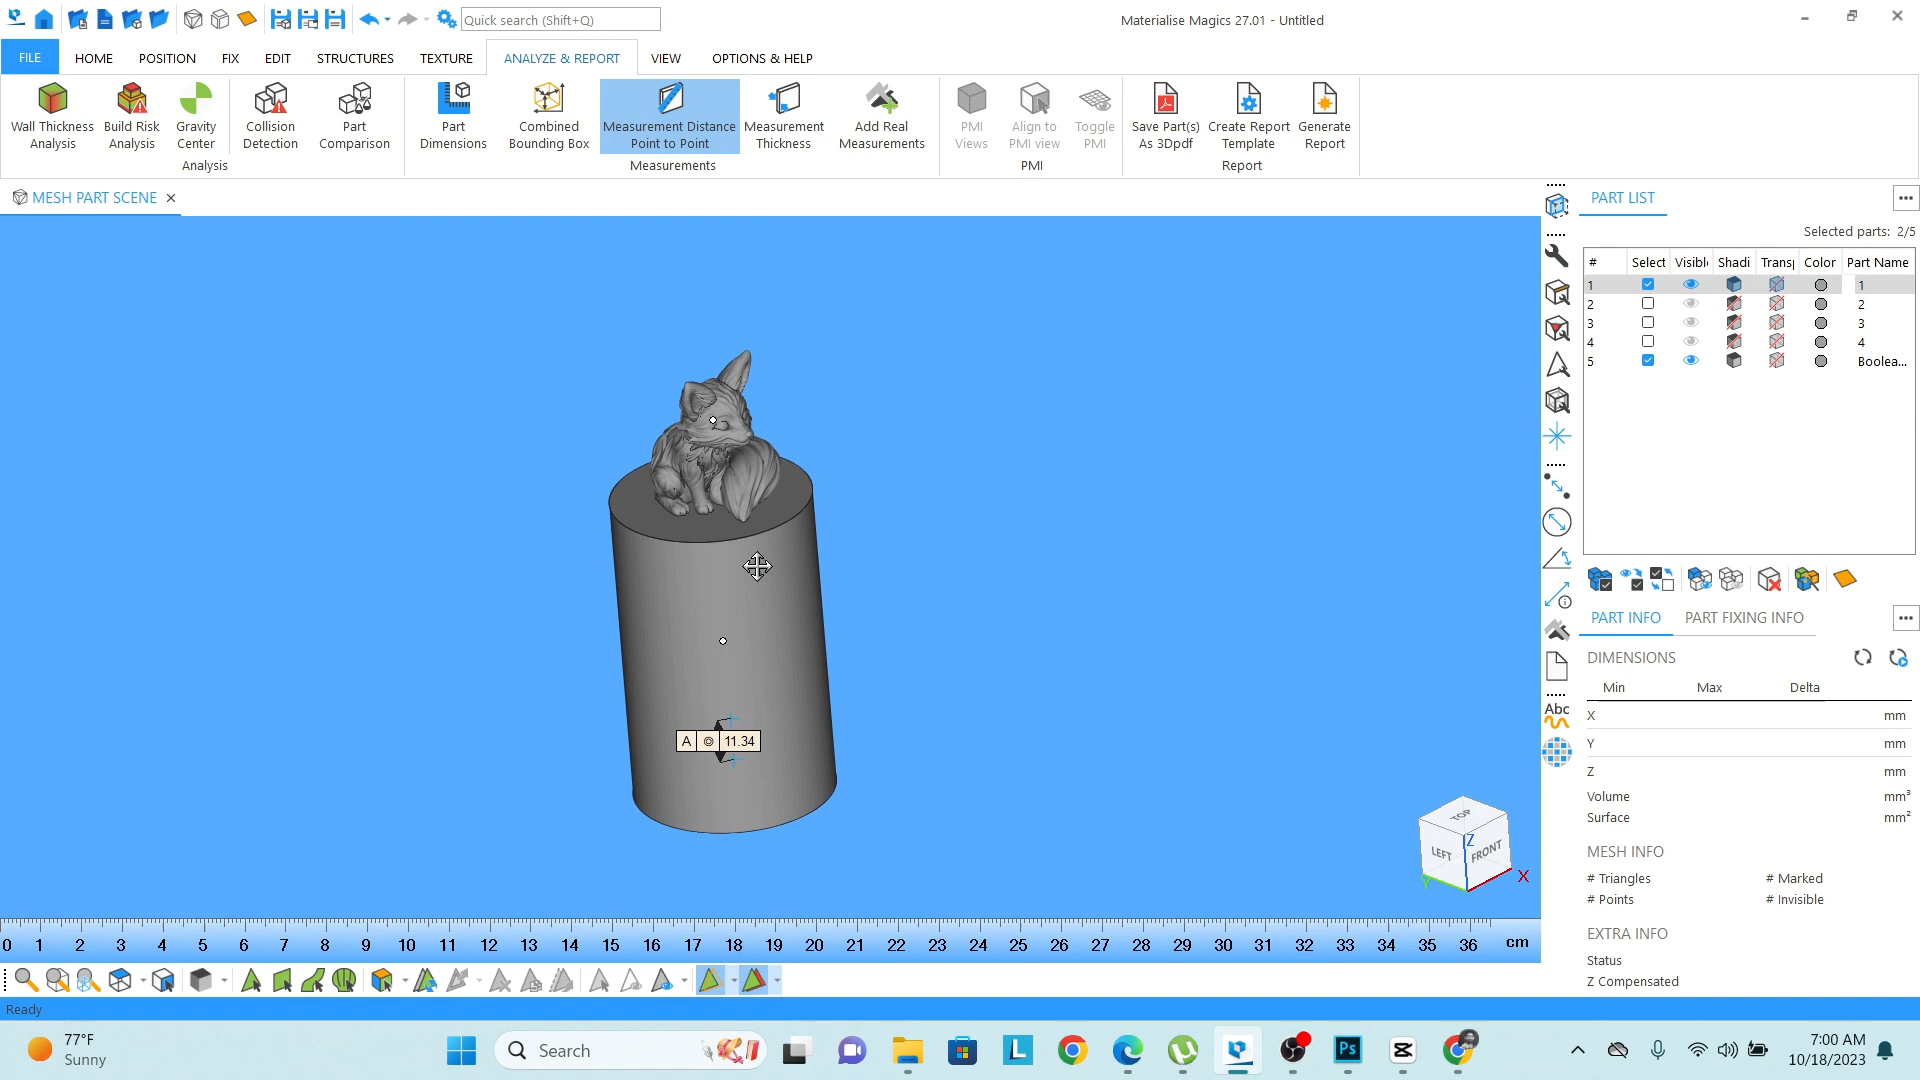 Quick search (Shift+Q)
Materialise Magics 27.01 - Untitled
FILE HOME POSITION FIX EDIT STRUCTURES TEXTURE ANALYZE & REPORT VIEW OPTIONS & HELP
Wall Thickness Analysis
Build Risk Analysis
Gravity Center
Collision Detection
Part Comparison
Part Dimensions
Combined Bounding Box
Measurement Distance Point to Point
Measurement Thickness
Add Real Measurements
PMI Views
Align to PMI view
Toggle PMI
Save Part(s) As 3Dpdf
Create Report Template
Generate Report
Analysis Measurements PMI Report
MESH PART SCENE
PART LIST
Selected parts: 2/5
# Select Visibl Shadi Transp Color Part Name
1 1
2 2
3 3
4 4
5 Boolea...
A 11.34
TOP
LEFT
FRONT
Z
X
Y
Abc
PART INFO PART FIXING INFO
DIMENSIONS
Min Max Delta
X mm
Y mm
Z mm
Volume mm³
Surface mm²
MESH INFO
# Triangles # Marked
# Points # Invisible
EXTRA INFO
Status
Z Compensated
0 1 2 3 4 5 6 7 8 9 10 11 12 13 14 15 16 17 18 19 20 21 22 23 24 25 26 27 28 29 30 31 32 33 34 35 36 cm
Ready
77°F
Sunny
Search
L
Ps
7:00 AM
10/18/2023